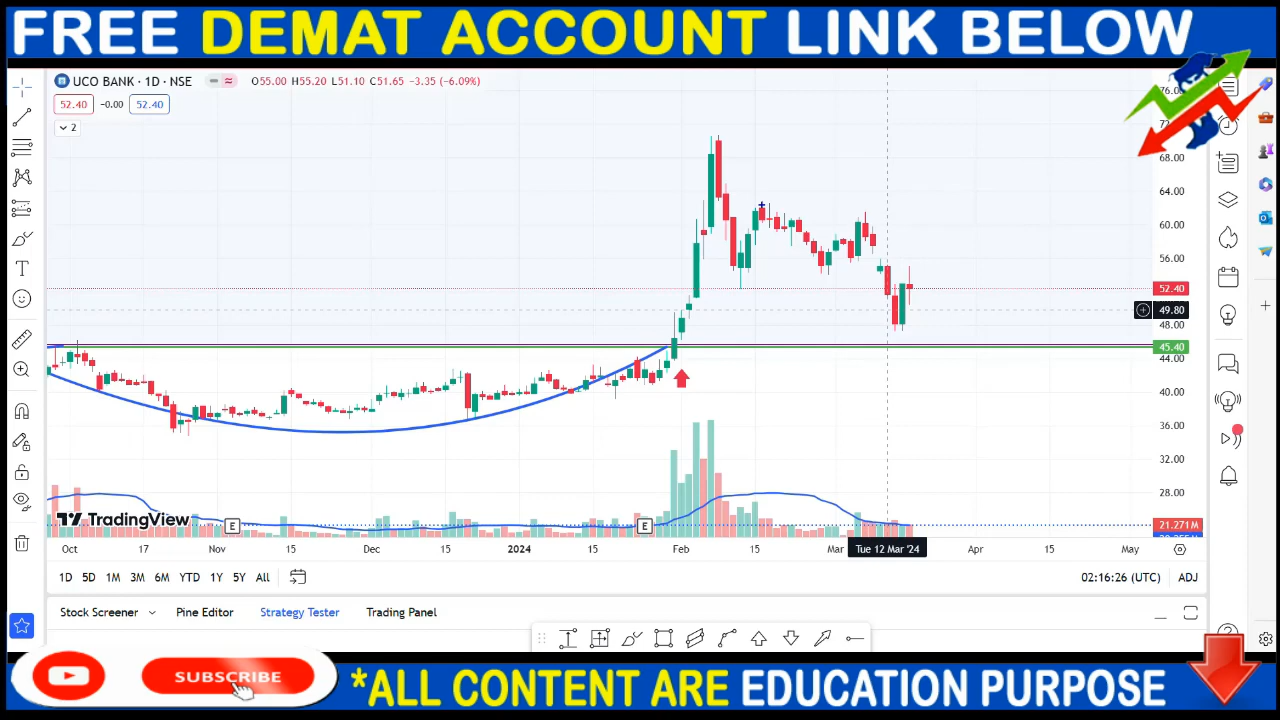 FREE DEMAT ACCOUNT LINK BELOW
UCO BANK · 1D · NSE O55.00 H55.20 L51.10 C51.65 −3.35 (−6.09%)
52.40 −0.00 52.40
2
76.00
68.00
64.00
60.00
56.00
52.40
49.80
48.00
45.40
44.00
40.00
36.00
32.00
28.00
E
E
TradingView
21.271M
Oct 17 Nov 15 Dec 15 2024 15 Feb 15 Mar Tue 12 Mar '24 Apr 15 May
1D 5D 1M 3M 6M YTD 1Y 5Y All 02:16:26 (UTC) ADJ
Stock Screener Pine Editor Strategy Tester Trading Panel
SUBSCRIBE
*ALL CONTENT ARE EDUCATION PURPOSE